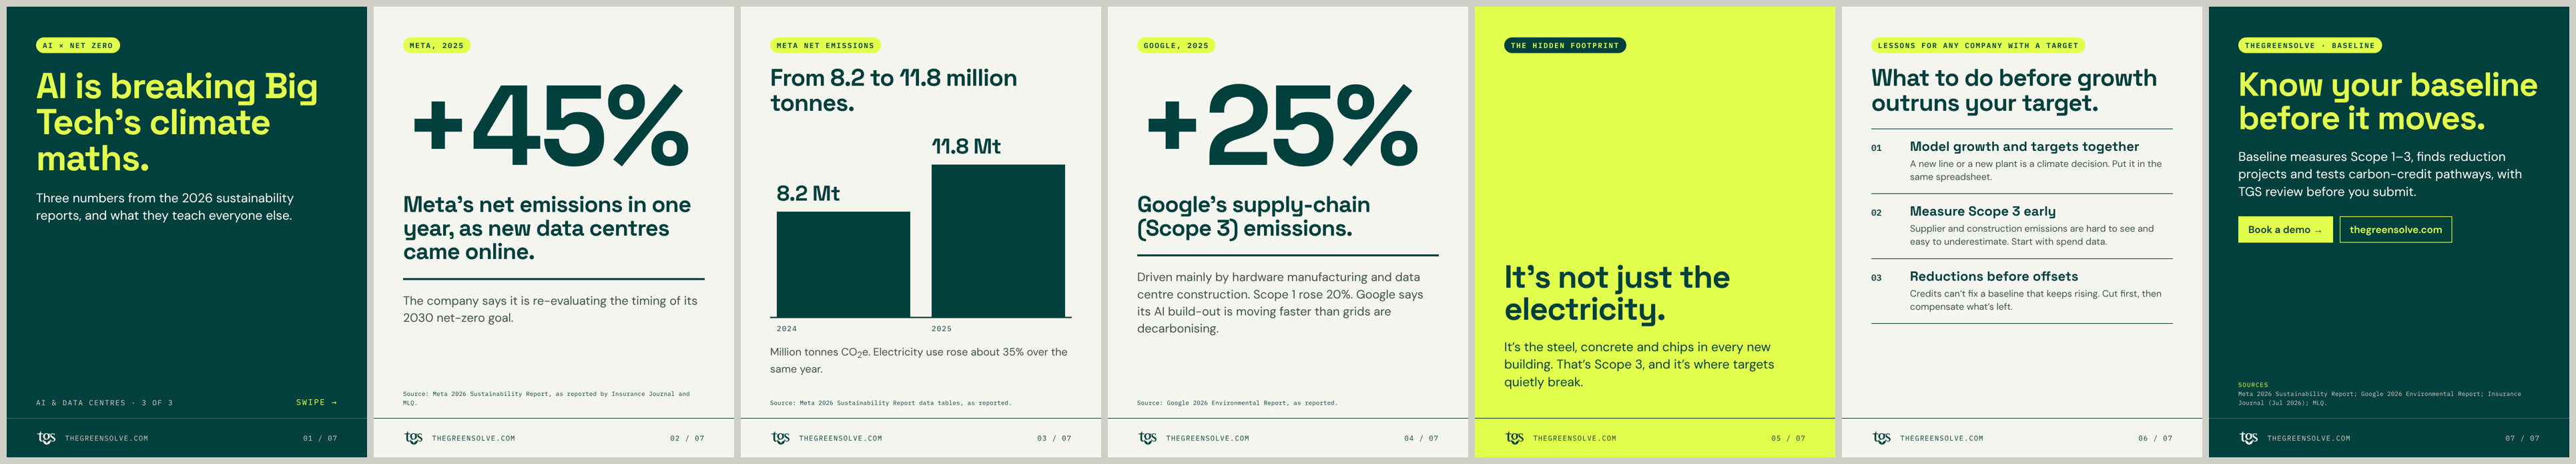 AI × NET ZERO
AI is breaking Big
Tech’s climate
maths.
Three numbers from the 2026 sustainability
reports, and what they teach everyone else.
AI & DATA CENTRES · 3 OF 3
SWIPE →
tgs THEGREENSOLVE.COM
01 / 07
META, 2025
+45%
Meta’s net emissions in one
year, as new data centres
came online.
The company says it is re-evaluating the timing of its
2030 net-zero goal.
Source: Meta 2026 Sustainability Report, as reported by Insurance Journal and
MLQ.
tgs THEGREENSOLVE.COM
02 / 07
META NET EMISSIONS
From 8.2 to 11.8 million
tonnes.
11.8 Mt
8.2 Mt
2024
2025
Million tonnes CO₂e. Electricity use rose about 35% over the
same year.
Source: Meta 2026 Sustainability Report data tables, as reported.
tgs THEGREENSOLVE.COM
03 / 07
GOOGLE, 2025
+25%
Google’s supply-chain
(Scope 3) emissions.
Driven mainly by hardware manufacturing and data
centre construction. Scope 1 rose 20%. Google says
its AI build-out is moving faster than grids are
decarbonising.
Source: Google 2026 Environmental Report, as reported.
tgs THEGREENSOLVE.COM
04 / 07
THE HIDDEN FOOTPRINT
It’s not just the
electricity.
It’s the steel, concrete and chips in every new
building. That’s Scope 3, and it’s where targets
quietly break.
tgs THEGREENSOLVE.COM
05 / 07
LESSONS FOR ANY COMPANY WITH A TARGET
What to do before growth
outruns your target.
01 Model growth and targets together
A new line or a new plant is a climate decision. Put it in the
same spreadsheet.
02 Measure Scope 3 early
Supplier and construction emissions are hard to see and
easy to underestimate. Start with spend data.
03 Reductions before offsets
Credits can’t fix a baseline that keeps rising. Cut first, then
compensate what’s left.
tgs THEGREENSOLVE.COM
06 / 07
THEGREENSOLVE · BASELINE
Know your baseline
before it moves.
Baseline measures Scope 1–3, finds reduction
projects and tests carbon-credit pathways, with
TGS review before you submit.
Book a demo →
thegreensolve.com
SOURCES
Meta 2026 Sustainability Report; Google 2026 Environmental Report; Insurance
Journal (Jul 2026); MLQ.
tgs THEGREENSOLVE.COM
07 / 07